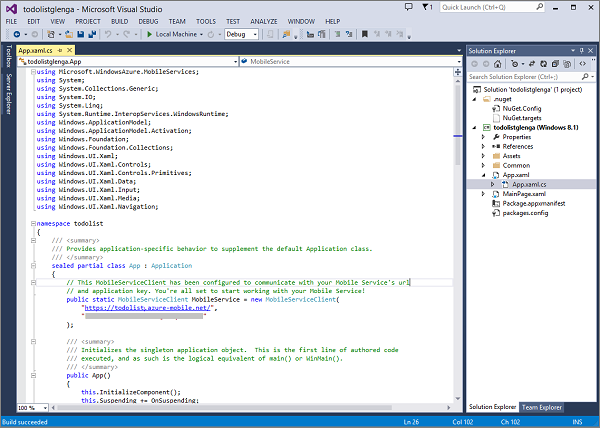 todolistglenga - Microsoft Visual Studio
1
Quick Launch (Ctrl+Q)
FILE EDIT VIEW PROJECT BUILD DEBUG TEAM TOOLS TEST ANALYZE WINDOW HELP
Local Machine Debug
Toolbox
Server Explorer
App.xaml.cs
todolistglenga.App
MobileService
using Microsoft.WindowsAzure.MobileServices;
using System;
using System.Collections.Generic;
using System.IO;
using System.Linq;
using System.Runtime.InteropServices.WindowsRuntime;
using Windows.ApplicationModel;
using Windows.ApplicationModel.Activation;
using Windows.Foundation;
using Windows.Foundation.Collections;
using Windows.UI.Xaml;
using Windows.UI.Xaml.Controls;
using Windows.UI.Xaml.Controls.Primitives;
using Windows.UI.Xaml.Data;
using Windows.UI.Xaml.Input;
using Windows.UI.Xaml.Media;
using Windows.UI.Xaml.Navigation;
namespace todolist
{
/// <summary>
/// Provides application-specific behavior to supplement the default Application class.
/// </summary>
sealed partial class App : Application
{
// This MobileServiceClient has been configured to communicate with your Mobile Service's url
// and application key. You're all set to start working with your Mobile Service!
public static MobileServiceClient MobileService = new MobileServiceClient(
"https://todolist.azure-mobile.net/",
"                    "
);
/// <summary>
/// Initializes the singleton application object.  This is the first line of authored code
/// executed, and as such is the logical equivalent of main() or WinMain().
/// </summary>
public App()
{
this.InitializeComponent();
this.Suspending += OnSuspending;
100 %
Solution Explorer
Search Solution Explorer (Ctrl+;)
Solution 'todolistglenga' (1 project)
.nuget
NuGet.Config
NuGet.targets
todolistglenga (Windows 8.1)
Properties
References
Assets
Common
App.xaml
App.xaml.cs
MainPage.xaml
Package.appxmanifest
packages.config
Solution Explorer Team Explorer
Build succeeded
Ln 26 Col 102 Ch 102 INS